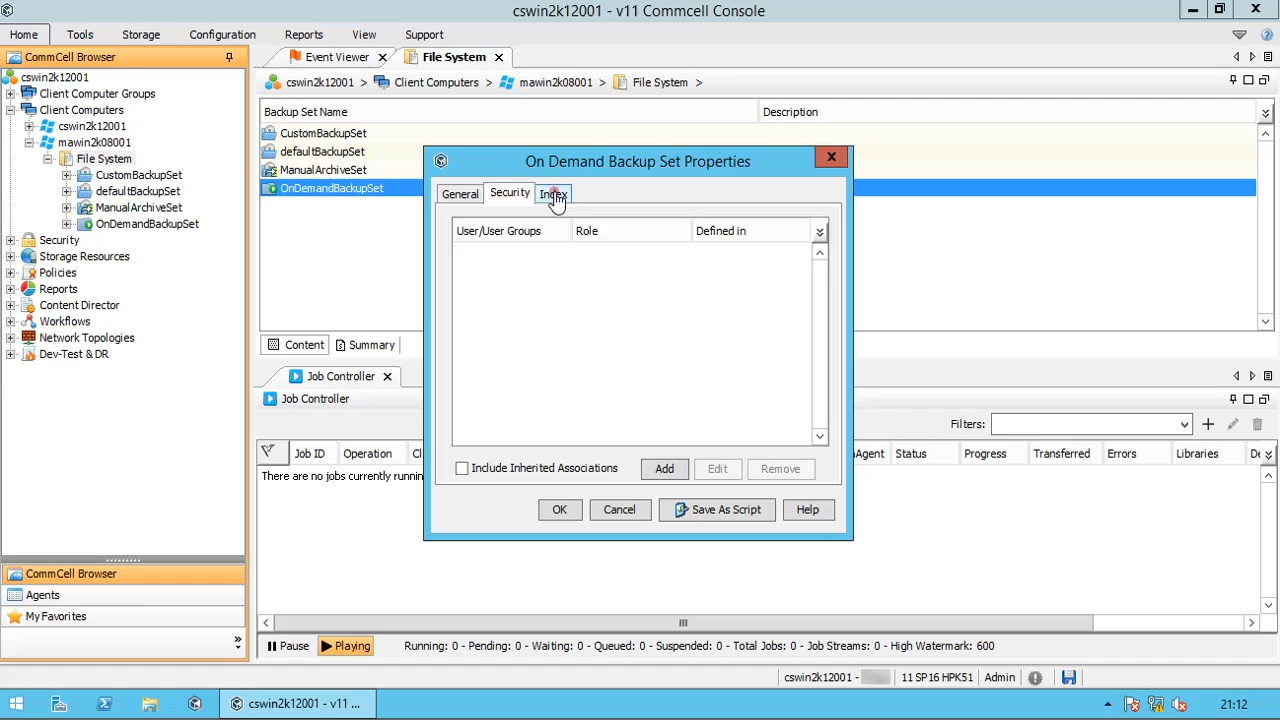 cswin2k12001 - v11 Commcell Console
Home Tools Storage Configuration Reports View Support
CommCell Browser
cswin2k12001
Client Computer Groups
Client Computers
cswin2k12001
mawin2k08001
File System
CustomBackupSet
defaultBackupSet
ManualArchiveSet
OnDemandBackupSet
Security
Storage Resources
Policies
Reports
Content Director
Workflows
Network Topologies
Dev-Test & DR
CommCell Browser
Agents
My Favorites
Event Viewer File System
cswin2k12001 > Client Computers > mawin2k08001 > File System >
Backup Set Name Description
CustomBackupSet
defaultBackupSet
ManualArchiveSet
OnDemandBackupSet
Content Summary
On Demand Backup Set Properties
General Security Index
User/User Groups Role Defined in
Include Inherited Associations Add Edit Remove
OK Cancel Save As Script Help
Job Controller
Job Controller
Filters:
Job ID Operation Status Progress Transferred Errors Libraries
There are no jobs currently
Pause Playing Running: 0 - Pending: 0 - Waiting: 0 - Queued: 0 - Suspended: 0 - Total Jobs: 0 - Job Streams: 0 - High Watermark: 600
cswin2k12001 - 11 SP16 HPK51 Admin
cswin2k12001 - v11 ... 21:12